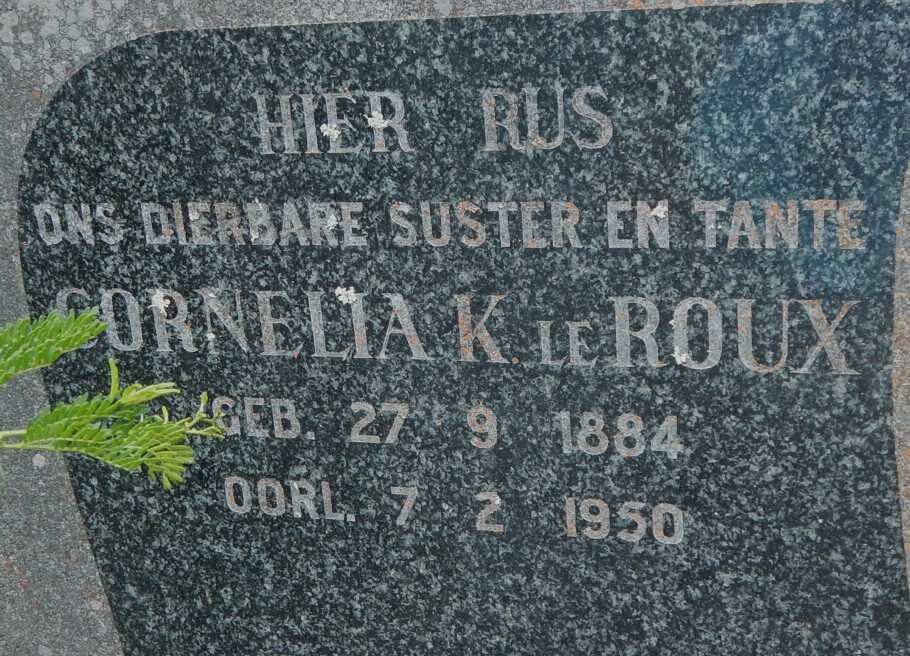 HIER RUS
ONS DIERBARE SUSTER EN TANTE
CORNELIA K. LE ROUX
GEB. 27 · 9 · 1884
OORL. 7 · 2 1950